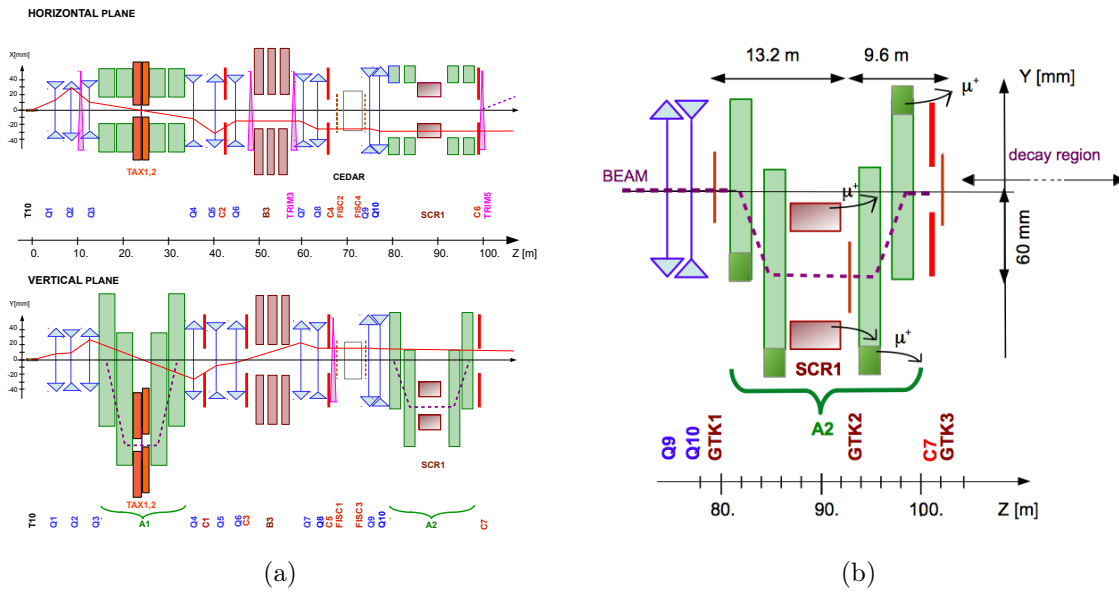 HORIZONTAL PLANE
X[mm]
40
20
0
-20
-40
TAX1,2
CEDAR
T10 Q1 Q2 Q3 Q4 Q5 C2 Q6 B3 TRIM3 Q7 Q8 C4 FISC2 FISC4 Q9 Q10 SCR1 C6 TRIM5
0. 10. 20. 30. 40. 50. 60. 70. 80. 90. 100. Z [m]
VERTICAL PLANE
Y[mm]
40
20
0
-20
-40
SCR1
TAX1,2
T10 Q1 Q2 Q3 A1 Q4 C1 Q5 Q6 C3 B3 Q7 Q8 C5 FISC1 FISC3 Q9 Q10 A2 C7
(a)
13.2 m 9.6 m
Y [mm]
μ+
decay region
BEAM
μ+
60 mm
μ+
SCR1
μ+
A2
Q9 Q10 GTK1 GTK2 C7 GTK3
80. 90. 100. Z [m]
(b)